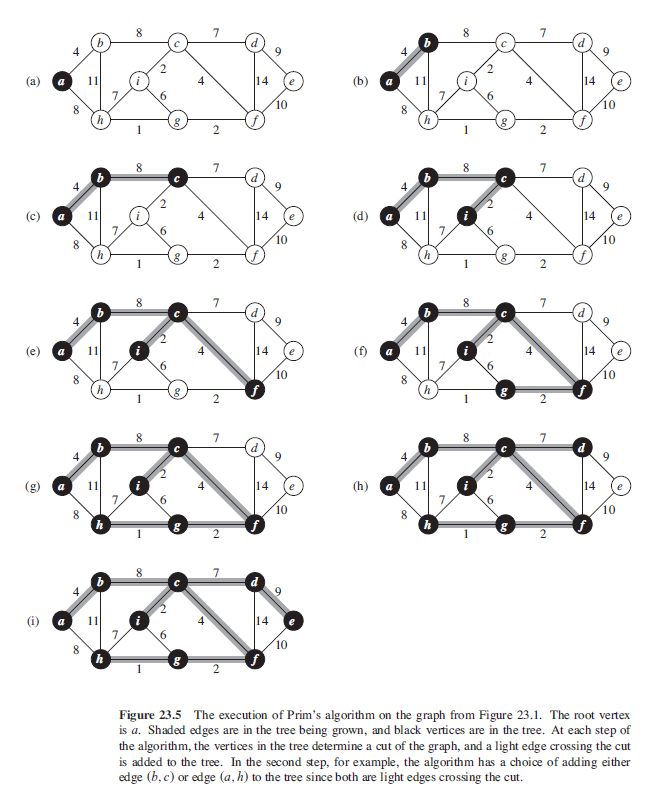 8 7
b c d
4 9
2
(a) a 11 i 4 14 e
7 6
8 10
h g f
1 2
8 7
b c d
4 9
2
(b) a 11 i 4 14 e
7 6
8 10
h g f
1 2
8 7
b c d
4 9
2
(c) a 11 i 4 14 e
7 6
8 10
h g f
1 2
8 7
b c d
4 9
2
(d) a 11 i 4 14 e
7 6
8 10
h g f
1 2
8 7
b c d
4 9
2
(e) a 11 i 4 14 e
7 6
8 10
h g f
1 2
8 7
b c d
4 9
2
(f) a 11 i 4 14 e
7 6
8 10
h g f
1 2
8 7
b c d
4 9
2
(g) a 11 i 4 14 e
7 6
8 10
h g f
1 2
8 7
b c d
4 9
2
(h) a 11 i 4 14 e
7 6
8 10
h g f
1 2
8 7
b c d
4 9
2
(i) a 11 i 4 14 e
7 6
8 10
h g f
1 2
Figure 23.5 The execution of Prim's algorithm on the graph from Figure 23.1. The root vertex
is a. Shaded edges are in the tree being grown, and black vertices are in the tree. At each step of
the algorithm, the vertices in the tree determine a cut of the graph, and a light edge crossing the cut
is added to the tree. In the second step, for example, the algorithm has a choice of adding either
edge (b, c) or edge (a, h) to the tree since both are light edges crossing the cut.